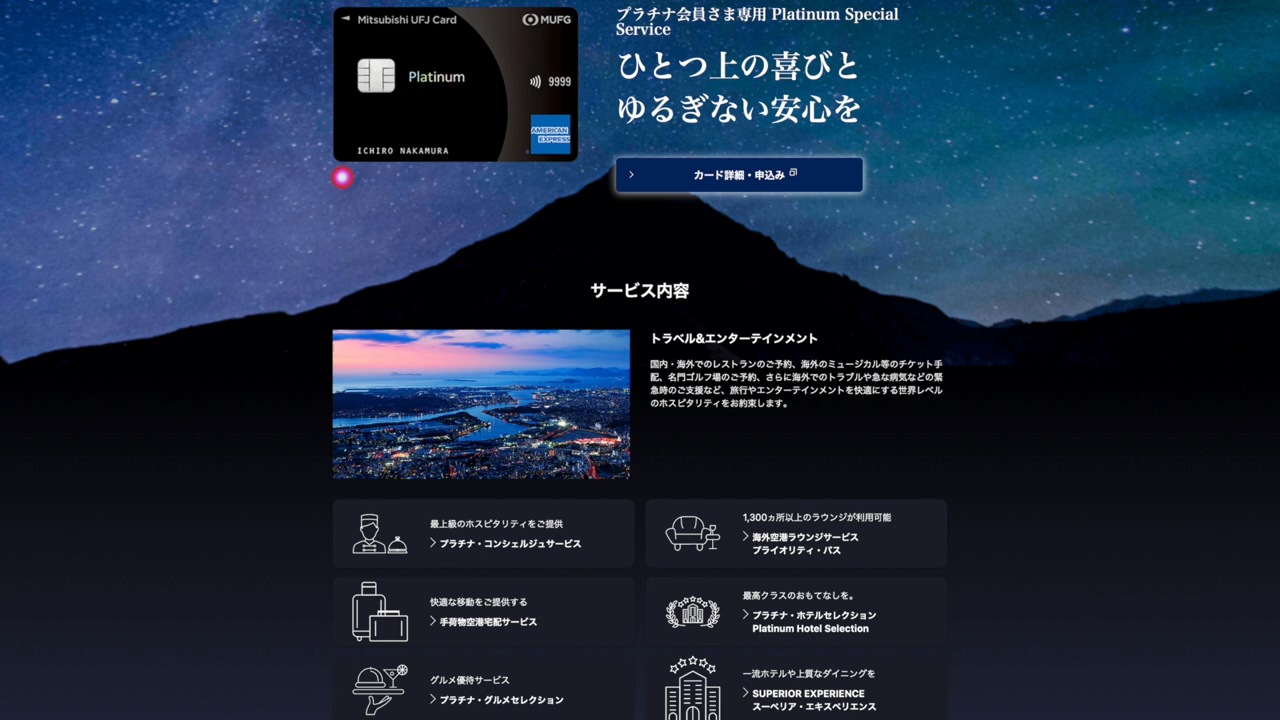 Mitsubishi UFJ Card
MUFG
Platinum
9999
AMERICAN
EXPRESS
ICHIRO NAKAMURA
プラチナ会員さま専用 Platinum Special
Service
ひとつ上の喜びと
ゆるぎない安心を
カード詳細・申込み
サービス内容
トラベル&エンターテインメント
国内・海外でのレストランのご予約、海外のミュージカル等のチケット手
配、名門ゴルフ場のご予約、さらに海外でのトラブルや急な病気などの緊
急時のご支援など、旅行やエンターテインメントを快適にする世界レベル
のホスピタリティをお約束します。
最上級のホスピタリティをご提供
プラチナ・コンシェルジュサービス
1,300ヵ所以上のラウンジが利用可能
海外空港ラウンジサービス
プライオリティ・パス
快適な移動をご提供する
手荷物空港宅配サービス
最高クラスのおもてなしを。
プラチナ・ホテルセレクション
Platinum Hotel Selection
グルメ優待サービス
プラチナ・グルメセレクション
一流ホテルや上質なダイニングを
SUPERIOR EXPERIENCE
スーペリア・エキスペリエンス